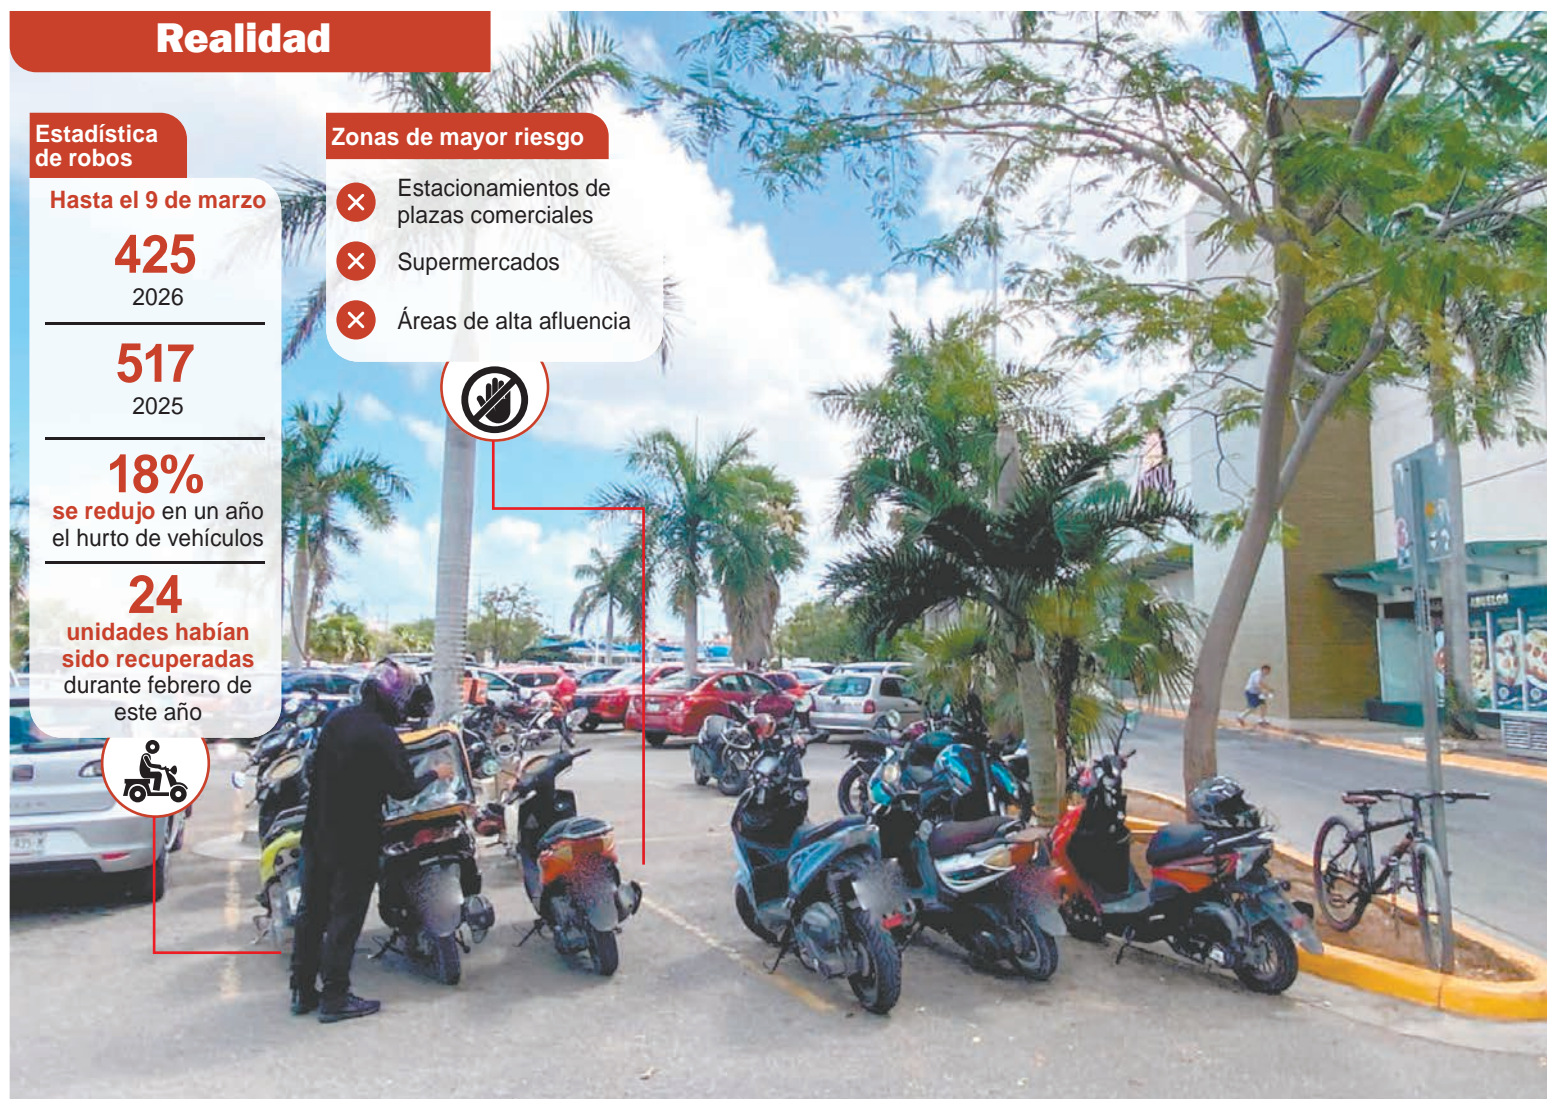 Realidad
Estadística
de robos
Hasta el 9 de marzo
425
2026
517
2025
18%
se redujo en un año
el hurto de vehículos
24
unidades habían
sido recuperadas
durante febrero de
este año
Zonas de mayor riesgo
Estacionamientos de
plazas comerciales
Supermercados
Áreas de alta afluencia